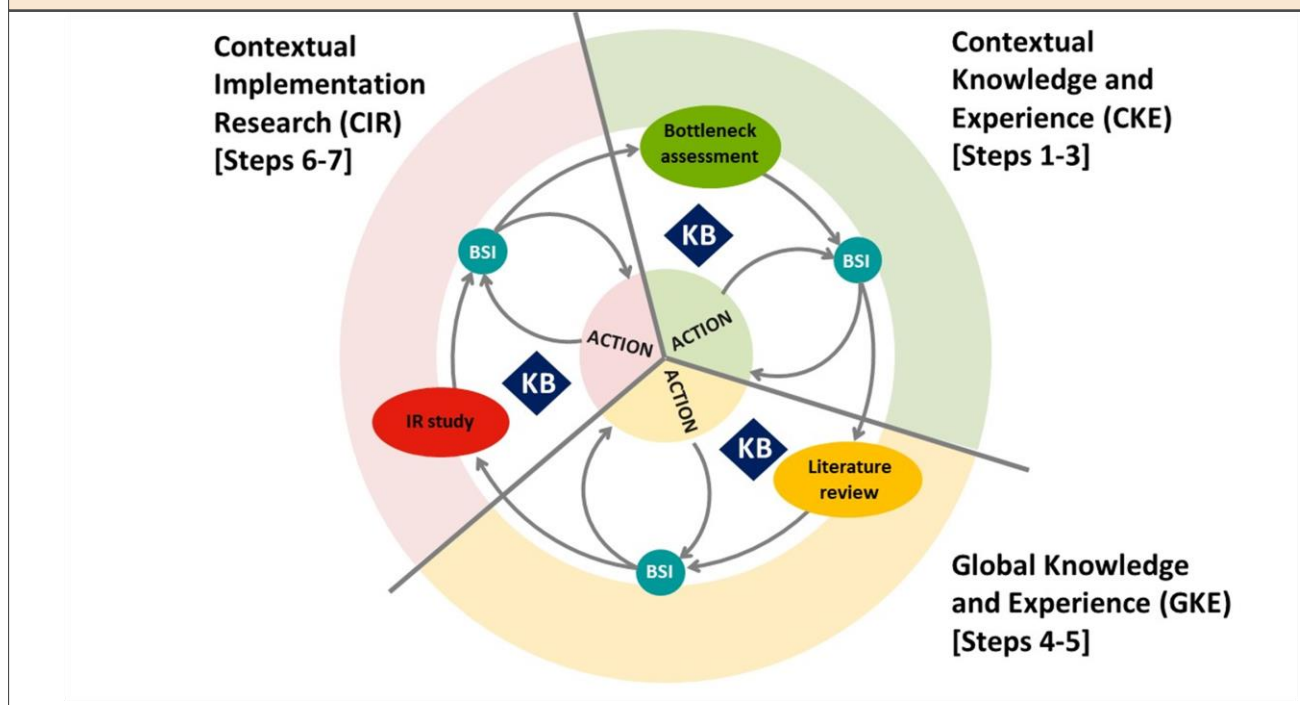 Contextual
Implementation
Research (CIR)
[Steps 6-7]
Contextual
Knowledge and
Experience (CKE)
[Steps 1-3]
Bottleneck
assessment
KB
BSI
BSI
ACTION
ACTION
ACTION
KB
IR study
KB
Literature
review
BSI
Global Knowledge
and Experience (GKE)
[Steps 4-5]